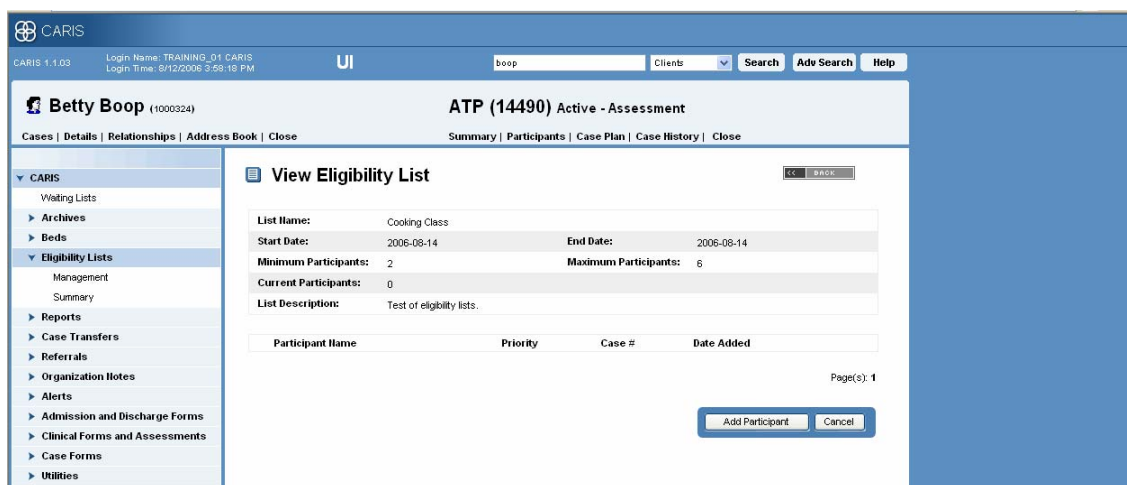 CARIS
CARIS 1.1.03 Login Name: TRAINING_01 CARIS UI boop Clients Search Adv Search Help
Login Time: 8/12/2006 3:58:18 PM
Betty Boop (1000324) ATP (14490) Active - Assessment
Cases | Details | Relationships | Address Book | Close Summary | Participants | Case Plan | Case History | Close
CARIS
Waiting Lists
Archives
Beds
Eligibility Lists
Management
Summary
Reports
Case Transfers
Referrals
Organization Notes
Alerts
Admission and Discharge Forms
Clinical Forms and Assessments
Case Forms
Utilities
View Eligibility List << BACK
List Name: Cooking Class
Start Date: 2006-08-14 End Date: 2006-08-14
Minimum Participants: 2 Maximum Participants: 6
Current Participants: 0
List Description: Test of eligibility lists.
Participant Name Priority Case # Date Added
Page(s): 1
Add Participant Cancel